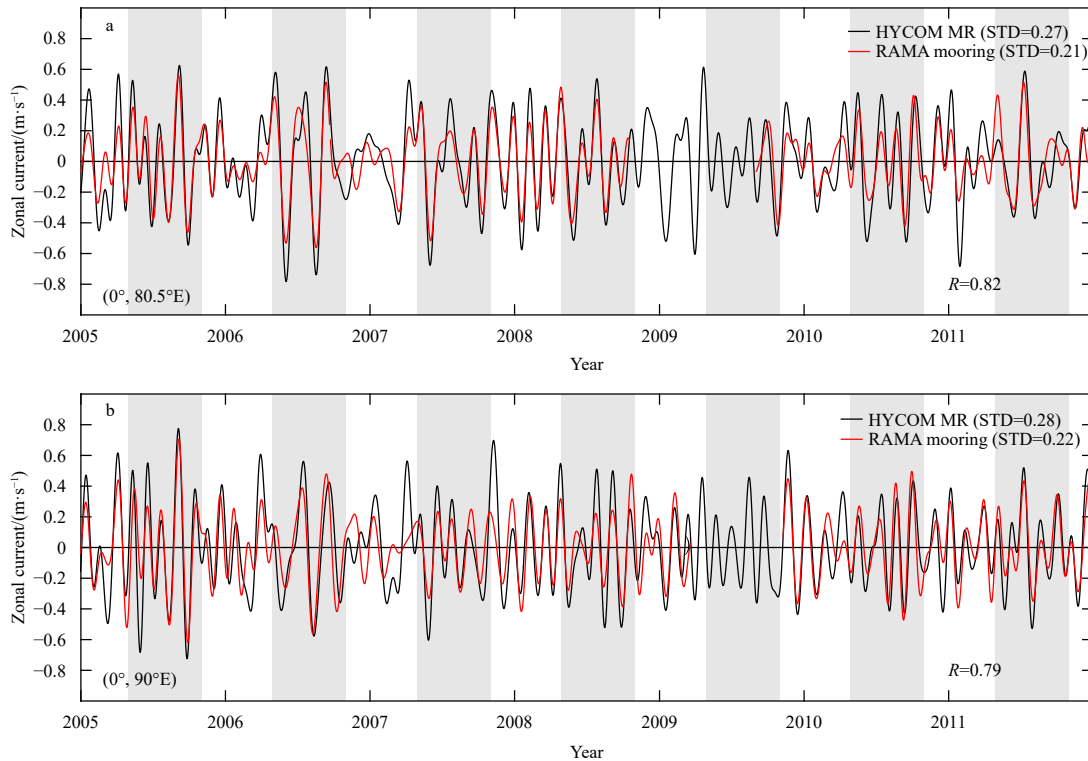 a
HYCOM MR (STD=0.27)
RAMA mooring (STD=0.21)
0.8
0.6
0.4
0.2
0
−0.2
−0.4
−0.6
−0.8
Zonal current/(m·s⁻¹)
(0°, 80.5°E)
R=0.82
2005 2006 2007 2008 2009 2010 2011
Year
b
HYCOM MR (STD=0.28)
RAMA mooring (STD=0.22)
0.8
0.6
0.4
0.2
0
−0.2
−0.4
−0.6
−0.8
Zonal current/(m·s⁻¹)
(0°, 90°E)
R=0.79
2005 2006 2007 2008 2009 2010 2011
Year